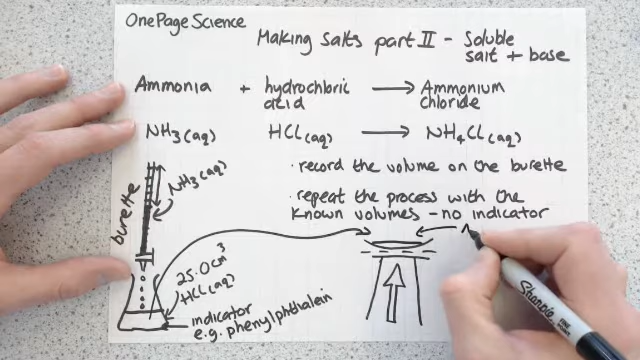 OnePage Science
Making Salts part II - Soluble
salt + base
Ammonia + hydrochloric → Ammonium
acid chloride
NH3(aq) HCl(aq) → NH4Cl(aq)
· record the volume on the burette
· repeat the process with the
known volumes - no indicator
burette
NH3(aq)
25.0cm3
HCl(aq)
indicator
e.g. phenylphthalein
Sharpie